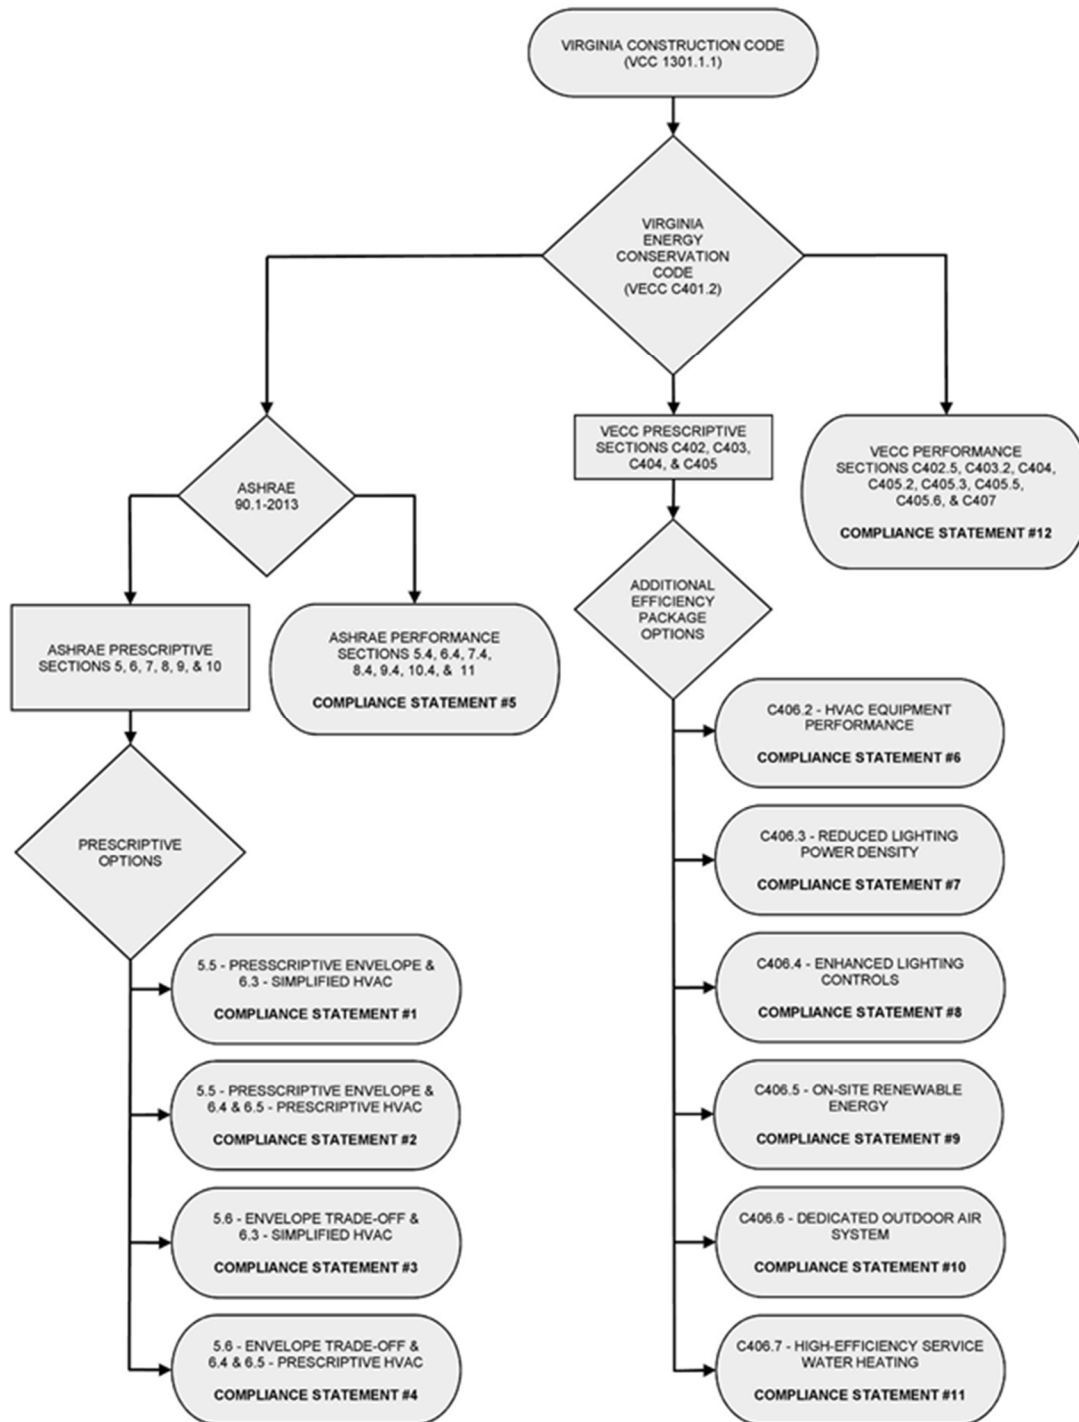 VIRGINIA CONSTRUCTION CODE
(VCC 1301.1.1)
VIRGINIA
ENERGY
CONSERVATION
CODE
(VECC C401.2)
ASHRAE
90.1-2013
VECC PRESCRIPTIVE
SECTIONS C402, C403,
C404, & C405
VECC PERFORMANCE
SECTIONS C402.5, C403.2, C404,
C405.2, C405.3, C405.5,
C405.6, & C407
COMPLIANCE STATEMENT #12
ASHRAE PRESCRIPTIVE
SECTIONS 5, 6, 7, 8, 9, & 10
ASHRAE PERFORMANCE
SECTIONS 5.4, 6.4, 7.4,
8.4, 9.4, 10.4, & 11
COMPLIANCE STATEMENT #5
ADDITIONAL
EFFICIENCY
PACKAGE
OPTIONS
PRESCRIPTIVE
OPTIONS
5.5 - PRESSCRIPTIVE ENVELOPE &
6.3 - SIMPLIFIED HVAC
COMPLIANCE STATEMENT #1
5.5 - PRESSCRIPTIVE ENVELOPE &
6.4 & 6.5 - PRESCRIPTIVE HVAC
COMPLIANCE STATEMENT #2
5.6 - ENVELOPE TRADE-OFF &
6.3 - SIMPLIFIED HVAC
COMPLIANCE STATEMENT #3
5.6 - ENVELOPE TRADE-OFF &
6.4 & 6.5 - PRESCRIPTIVE HVAC
COMPLIANCE STATEMENT #4
C406.2 - HVAC EQUIPMENT
PERFORMANCE
COMPLIANCE STATEMENT #6
C406.3 - REDUCED LIGHTING
POWER DENSITY
COMPLIANCE STATEMENT #7
C406.4 - ENHANCED LIGHTING
CONTROLS
COMPLIANCE STATEMENT #8
C406.5 - ON-SITE RENEWABLE
ENERGY
COMPLIANCE STATEMENT #9
C406.6 - DEDICATED OUTDOOR AIR
SYSTEM
COMPLIANCE STATEMENT #10
C406.7 - HIGH-EFFICIENCY SERVICE
WATER HEATING
COMPLIANCE STATEMENT #11